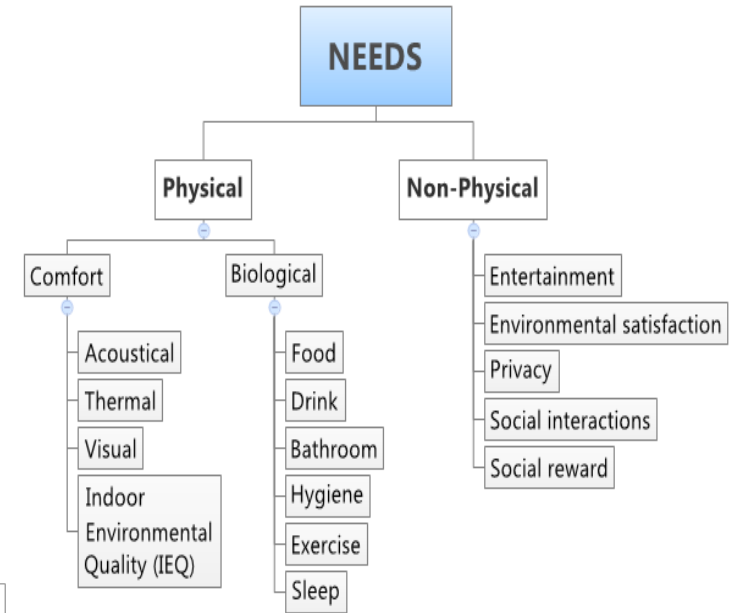 NEEDS
Physical
Non-Physical
Comfort
Biological
Acoustical
Thermal
Visual
Indoor
Environmental
Quality (IEQ)
Food
Drink
Bathroom
Hygiene
Exercise
Sleep
Entertainment
Environmental satisfaction
Privacy
Social interactions
Social reward